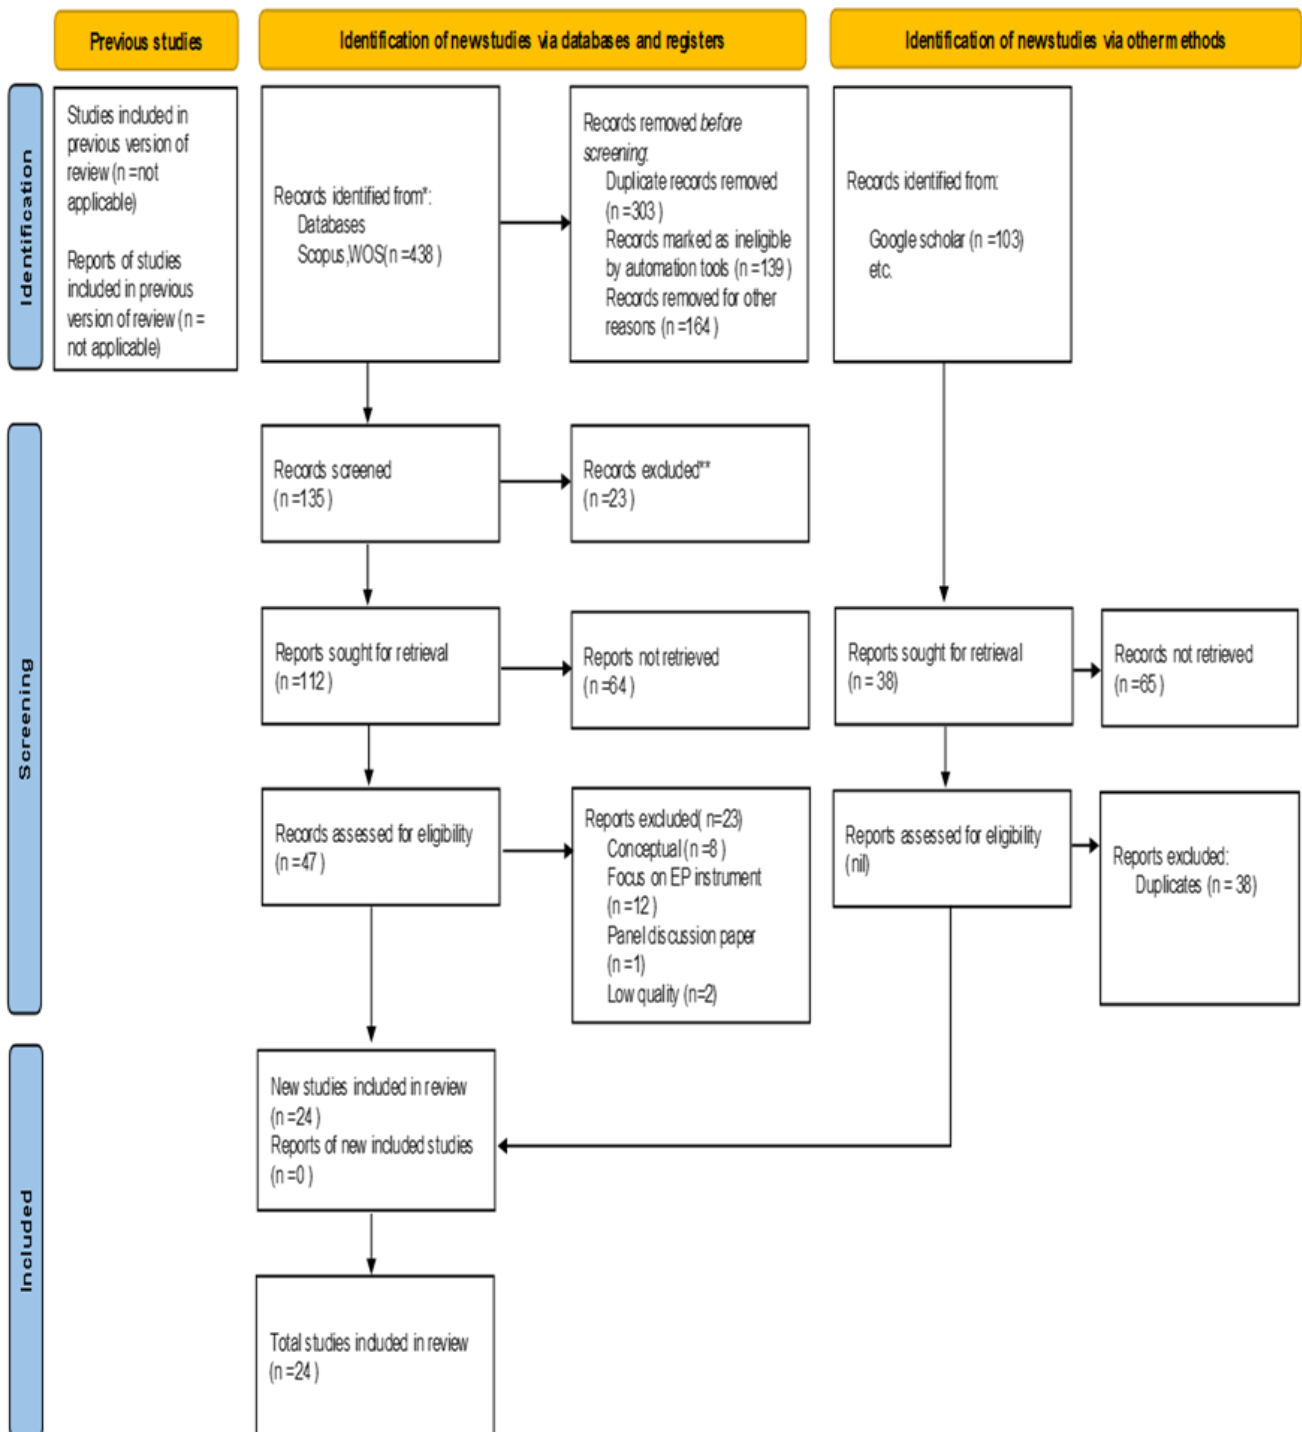 Previous studies
Identification of newstudies via databases and registers
Identification of newstudies via othermethods
Identification
Studies included in
previous version of
review (n =not
applicable)
Reports of studies
included in previous
version of review (n =
not applicable)
Records identified from*:
Databases
Scopus,WOS(n =438 )
Records removed before
screening:
Duplicate records removed
(n =303 )
Records marked as ineligible
by automation tools (n =139 )
Records removed for other
reasons (n =164 )
Records identified from:
Google scholar (n =103)
etc.
Screening
Records screened
(n =135 )
Records excluded**
(n =23 )
Reports sought for retrieval
(n =112 )
Reports not retrieved
(n =64 )
Reports sought for retrieval
(n = 38)
Records not retrieved
(n =65 )
Records assessed for eligibility
(n =47 )
Reports excluded( n=23)
Conceptual (n =8 )
Focus on EP instrument
(n =12 )
Panel discussion paper
(n =1)
Low quality (n=2)
Reports assessed for eligibility
(nil)
Reports excluded:
Duplicates (n = 38)
Included
New studies included in review
(n =24 )
Reports of new included studies
(n =0 )
Total studies included in review
(n =24 )